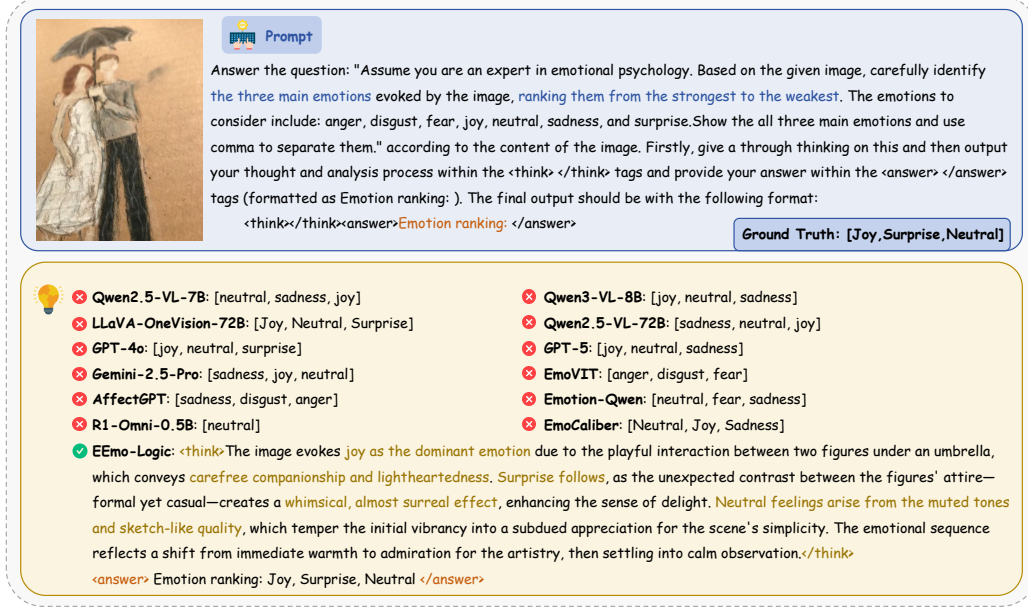 Prompt
Answer the question: "Assume you are an expert in emotional psychology. Based on the given image, carefully identify
the three main emotions evoked by the image, ranking them from the strongest to the weakest. The emotions to
consider include: anger, disgust, fear, joy, neutral, sadness, and surprise.Show the all three main emotions and use
comma to separate them." according to the content of the image. Firstly, give a through thinking on this and then output
your thought and analysis process within the <think> </think> tags and provide your answer within the <answer> </answer>
tags (formatted as Emotion ranking: ). The final output should be with the following format:
<think></think><answer>Emotion ranking: </answer>
Ground Truth: [Joy,Surprise,Neutral]
Qwen2.5-VL-7B: [neutral, sadness, joy]
Qwen3-VL-8B: [joy, neutral, sadness]
LLaVA-OneVision-72B: [Joy, Neutral, Surprise]
Qwen2.5-VL-72B: [sadness, neutral, joy]
GPT-4o: [joy, neutral, surprise]
GPT-5: [joy, neutral, sadness]
Gemini-2.5-Pro: [sadness, joy, neutral]
EmoVIT: [anger, disgust, fear]
AffectGPT: [sadness, disgust, anger]
Emotion-Qwen: [neutral, fear, sadness]
R1-Omni-0.5B: [neutral]
EmoCaliber: [Neutral, Joy, Sadness]
EEmo-Logic: <think>The image evokes joy as the dominant emotion due to the playful interaction between two figures under an umbrella,
which conveys carefree companionship and lightheartedness. Surprise follows, as the unexpected contrast between the figures' attire—
formal yet casual—creates a whimsical, almost surreal effect, enhancing the sense of delight. Neutral feelings arise from the muted tones
and sketch-like quality, which temper the initial vibrancy into a subdued appreciation for the scene's simplicity. The emotional sequence
reflects a shift from immediate warmth to admiration for the artistry, then settling into calm observation.</think>
<answer> Emotion ranking: Joy, Surprise, Neutral </answer>